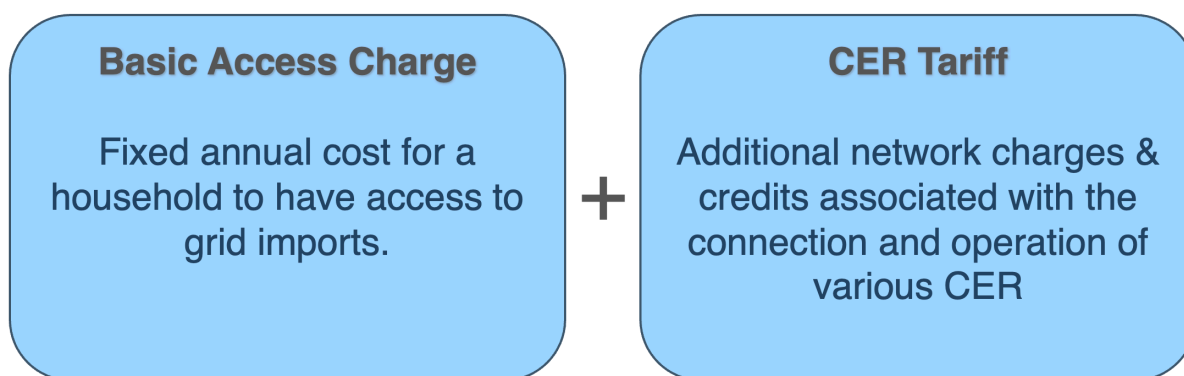 Basic Access Charge
Fixed annual cost for a
household to have access to
grid imports.
+
CER Tariff
Additional network charges &
credits associated with the
connection and operation of
various CER